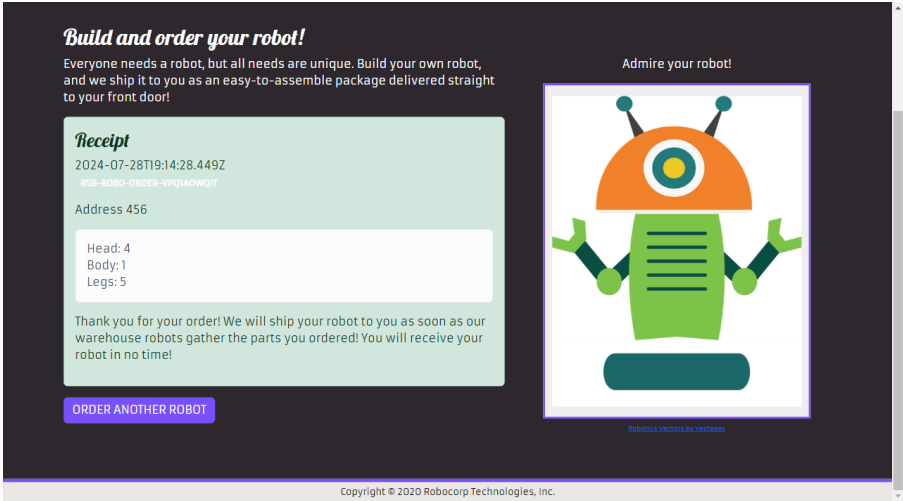 Build and order your robot!
Everyone needs a robot, but all needs are unique. Build your own robot,
and we ship it to you as an easy-to-assemble package delivered straight
to your front door!
Receipt
2024-07-28T19:14:28.449Z
RSB-ROBO-ORDER-VPQ1AOWQIT
Address 456
Head: 4
Body: 1
Legs: 5
Thank you for your order! We will ship your robot to you as soon as our
warehouse robots gather the parts you ordered! You will receive your
robot in no time!
ORDER ANOTHER ROBOT
Admire your robot!
Robotics Vectors by Vecteezy
Copyright © 2020 Robocorp Technologies, Inc.